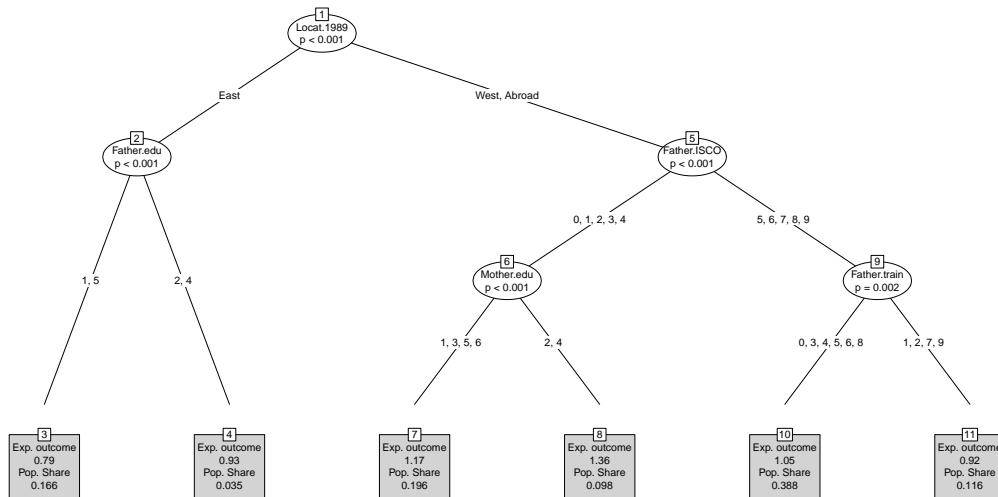 1
Locat.1989
p < 0.001
East
West, Abroad
2
Father.edu
p < 0.001
5
Father.ISCO
p < 0.001
0, 1, 2, 3, 4
5, 6, 7, 8, 9
1, 5
2, 4
6
Mother.edu
p < 0.001
9
Father.train
p = 0.002
1, 3, 5, 6
2, 4
0, 3, 4, 5, 6, 8
1, 2, 7, 9
3
Exp. outcome
0.79
Pop. Share
0.166
4
Exp. outcome
0.93
Pop. Share
0.035
7
Exp. outcome
1.17
Pop. Share
0.196
8
Exp. outcome
1.36
Pop. Share
0.098
10
Exp. outcome
1.05
Pop. Share
0.388
11
Exp. outcome
0.92
Pop. Share
0.116